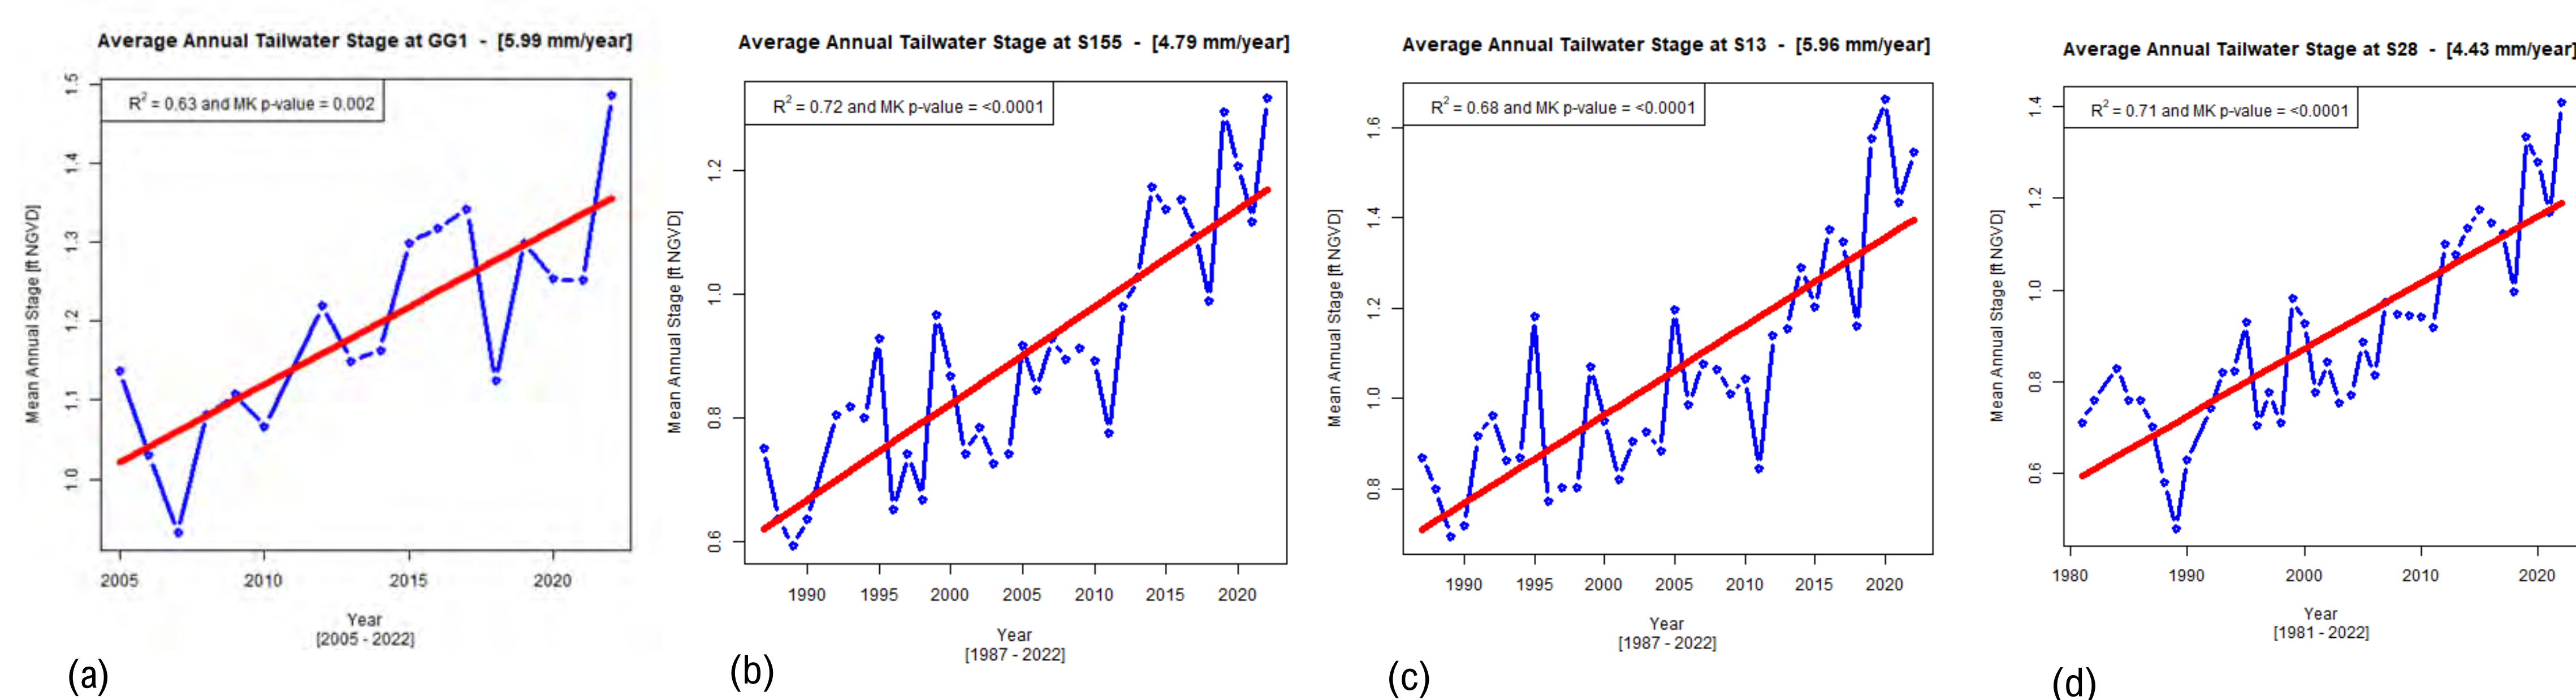 Average Annual Tailwater Stage at GG1 - [5.99 mm/year]
R² = 0.63 and MK p-value = 0.002
Mean Annual Stage [ft NGVD]
1.5
1.4
1.3
1.2
1.1
1.0
2005 2010 2015 2020
Year
[2005 - 2022]
(a)
Average Annual Tailwater Stage at S155 - [4.79 mm/year]
R² = 0.72 and MK p-value = <0.0001
Mean Annual Stage [ft NGVD]
1.2
1.0
0.8
0.6
1990 1995 2000 2005 2010 2015 2020
Year
[1987 - 2022]
(b)
Average Annual Tailwater Stage at S13 - [5.96 mm/year]
R² = 0.68 and MK p-value = <0.0001
Mean Annual Stage [ft NGVD]
1.6
1.4
1.2
1.0
0.8
1990 1995 2000 2005 2010 2015 2020
Year
[1987 - 2022]
(c)
Average Annual Tailwater Stage at S28 - [4.43 mm/year]
R² = 0.71 and MK p-value = <0.0001
Mean Annual Stage [ft NGVD]
1.4
1.2
1.0
0.8
0.6
1980 1990 2000 2010 2020
Year
[1981 - 2022]
(d)